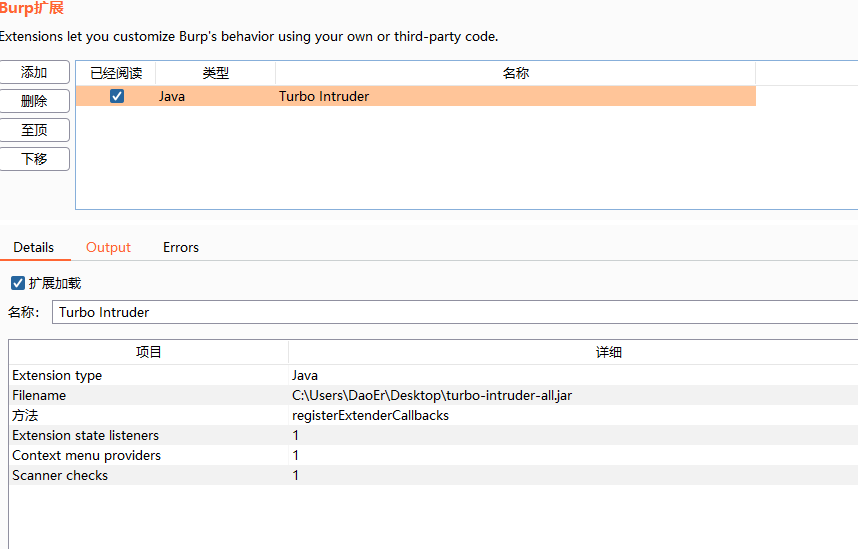 Burp扩展
Extensions let you customize Burp's behavior using your own or third-party code.
添加
已经阅读 类型 名称
删除
Java Turbo Intruder
至顶
下移
Details Output Errors
扩展加载
名称： Turbo Intruder
项目 详细
Extension type Java
Filename C:\Users\DaoEr\Desktop\turbo-intruder-all.jar
方法 registerExtenderCallbacks
Extension state listeners 1
Context menu providers 1
Scanner checks 1